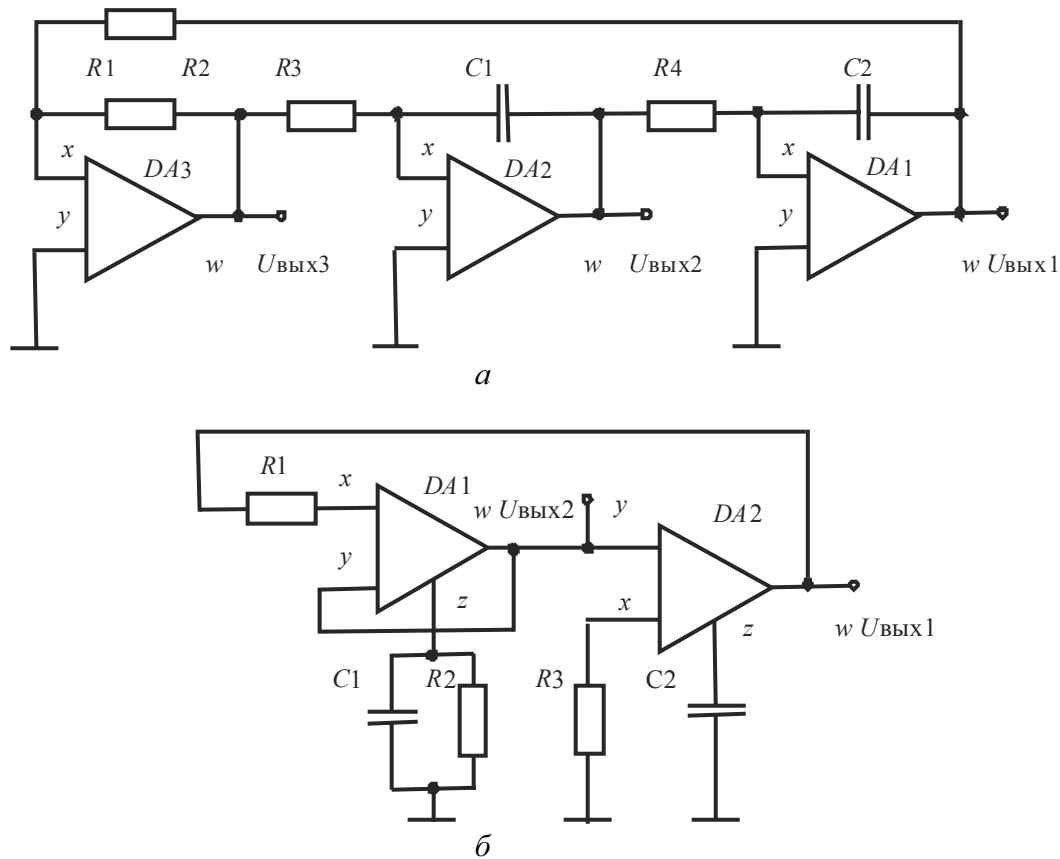 R1 R2 R3 C1 R4 C2
x DA3 x DA2 x DA1
y y y
w Uвых3 w Uвых2 w Uвых1
а
R1 x DA1 w Uвых2 y DA2
y
z x z w Uвых1
C1 R2 R3 C2
б